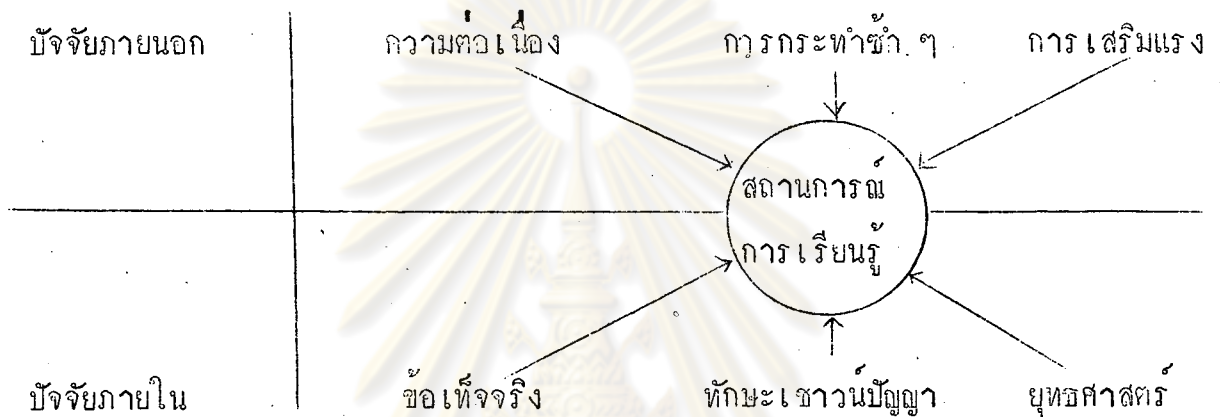 ปัจจัยภายนอก ความต่อเนื่อง การกระทำซ้ำ ๆ การเสริมแรง
สถานการณ์
การเรียนรู้
ปัจจัยภายใน ข้อเท็จจริง ทักษะเชาวน์ปัญญา ยุทธศาสตร์